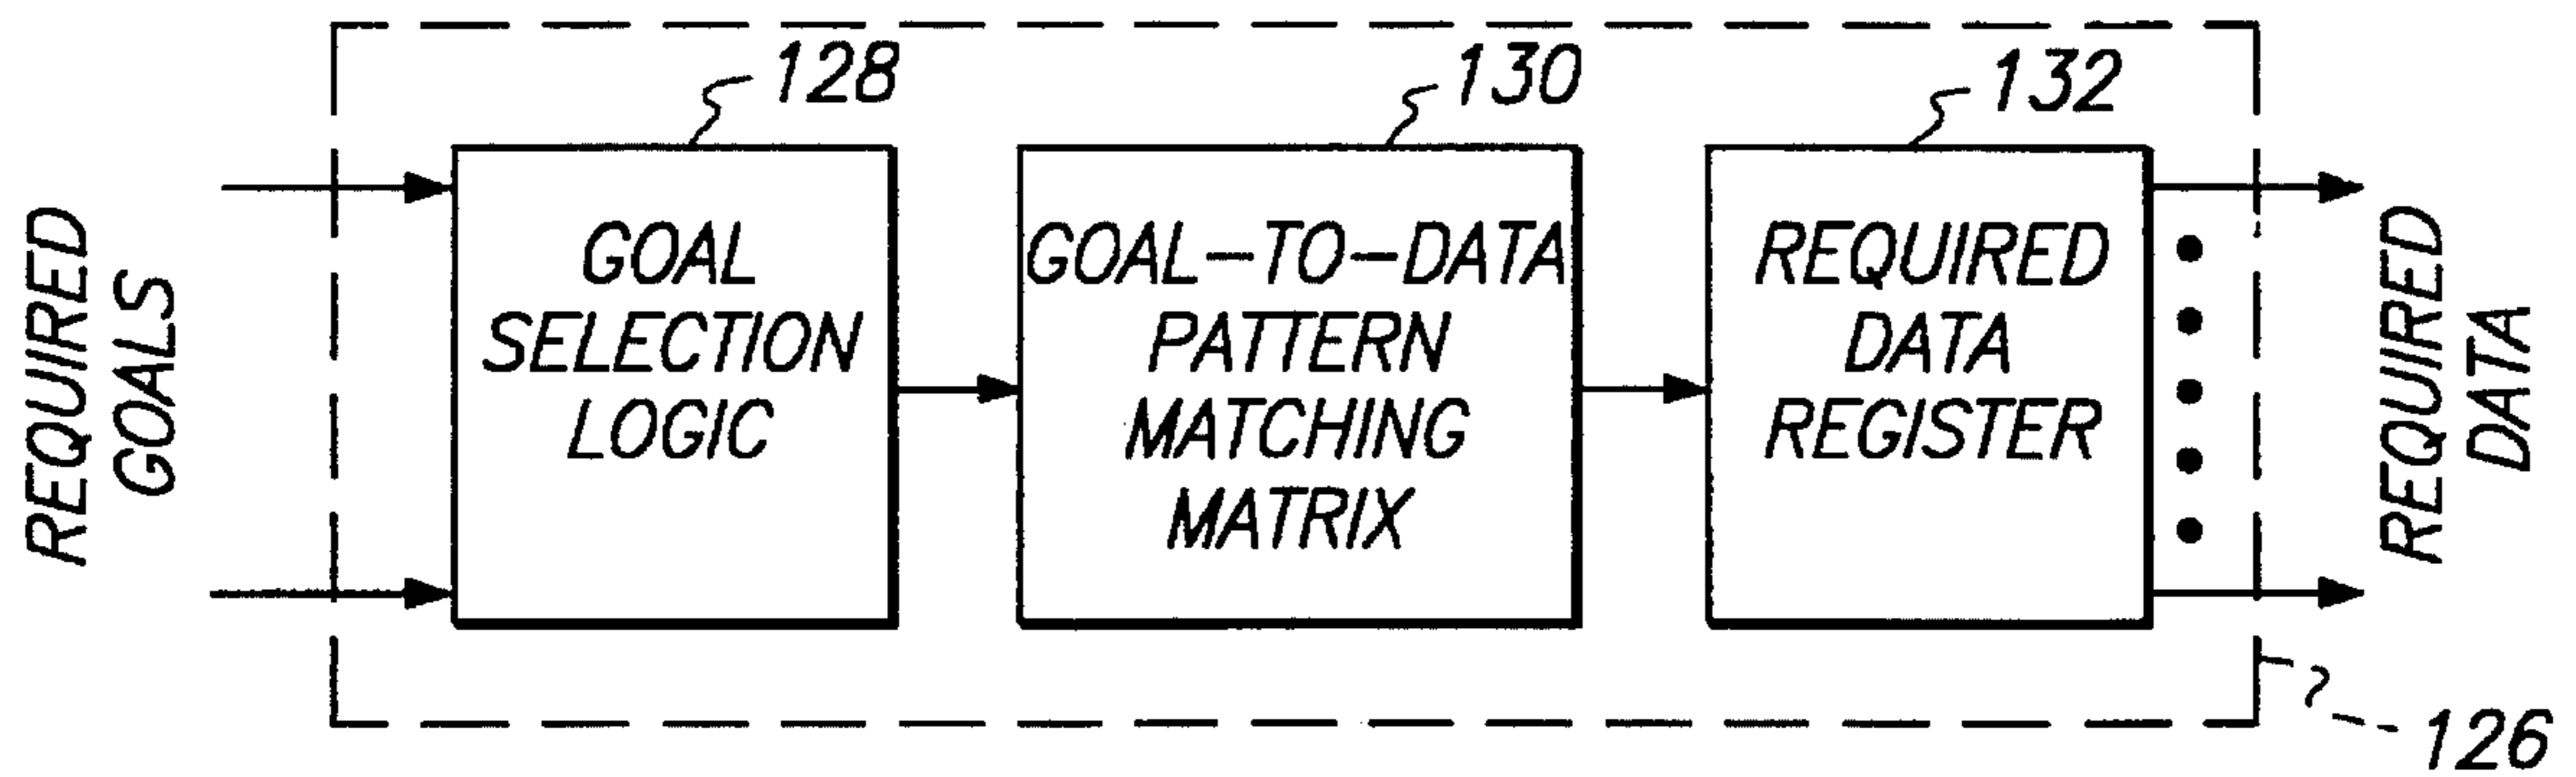 128
130
132
REQUIRED
GOALS
GOAL
SELECTION
LOGIC
GOAL-TO-DATA
PATTERN
MATCHING
MATRIX
REQUIRED
DATA
REGISTER
REQUIRED
DATA
126